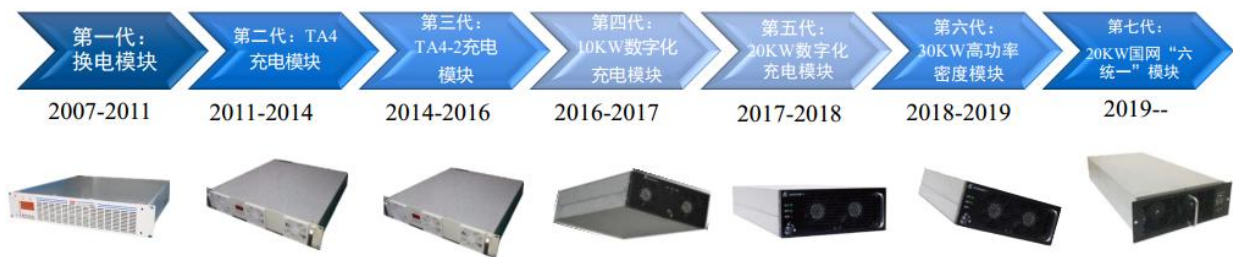 第一代：
换电模块
第二代：TA4
充电模块
第三代：
TA4-2充电
模块
第四代：
10KW数字化
充电模块
第五代：
20KW数字化
充电模块
第六代：
30KW高功率
密度模块
第七代：
20KW国网“六
统一”模块
2007-2011
2011-2014
2014-2016
2016-2017
2017-2018
2018-2019
2019--